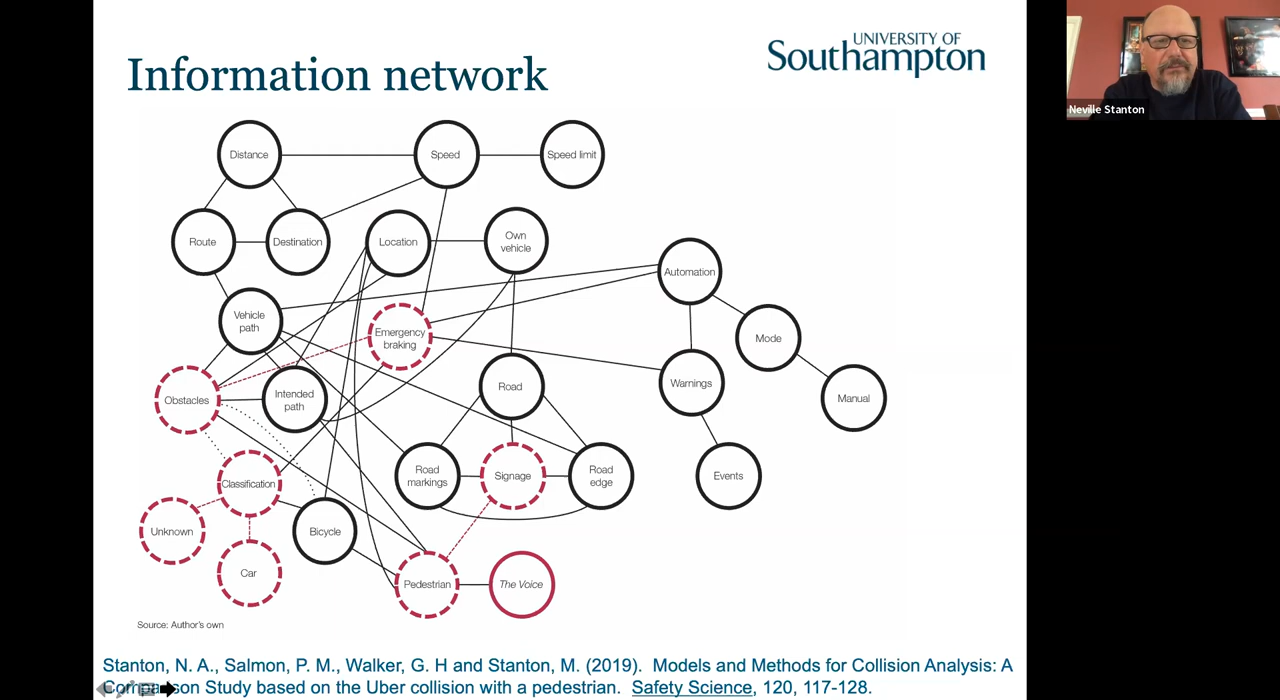 UNIVERSITY OF
Southampton
Information network
Neville Stanton
Distance
Speed
Speed limit
Route
Destination
Location
Own
vehicle
Automation
Vehicle
path
Emergency
braking
Mode
Obstacles
Intended
path
Road
Warnings
Manual
Classification
Road
markings
Signage
Road
edge
Events
Unknown
Bicycle
Car
Pedestrian
The Voice
Source: Author's own
Stanton, N. A., Salmon, P. M., Walker, G. H and Stanton, M. (2019). Models and Methods for Collision Analysis: A
Comparison Study based on the Uber collision with a pedestrian. Safety Science, 120, 117-128.